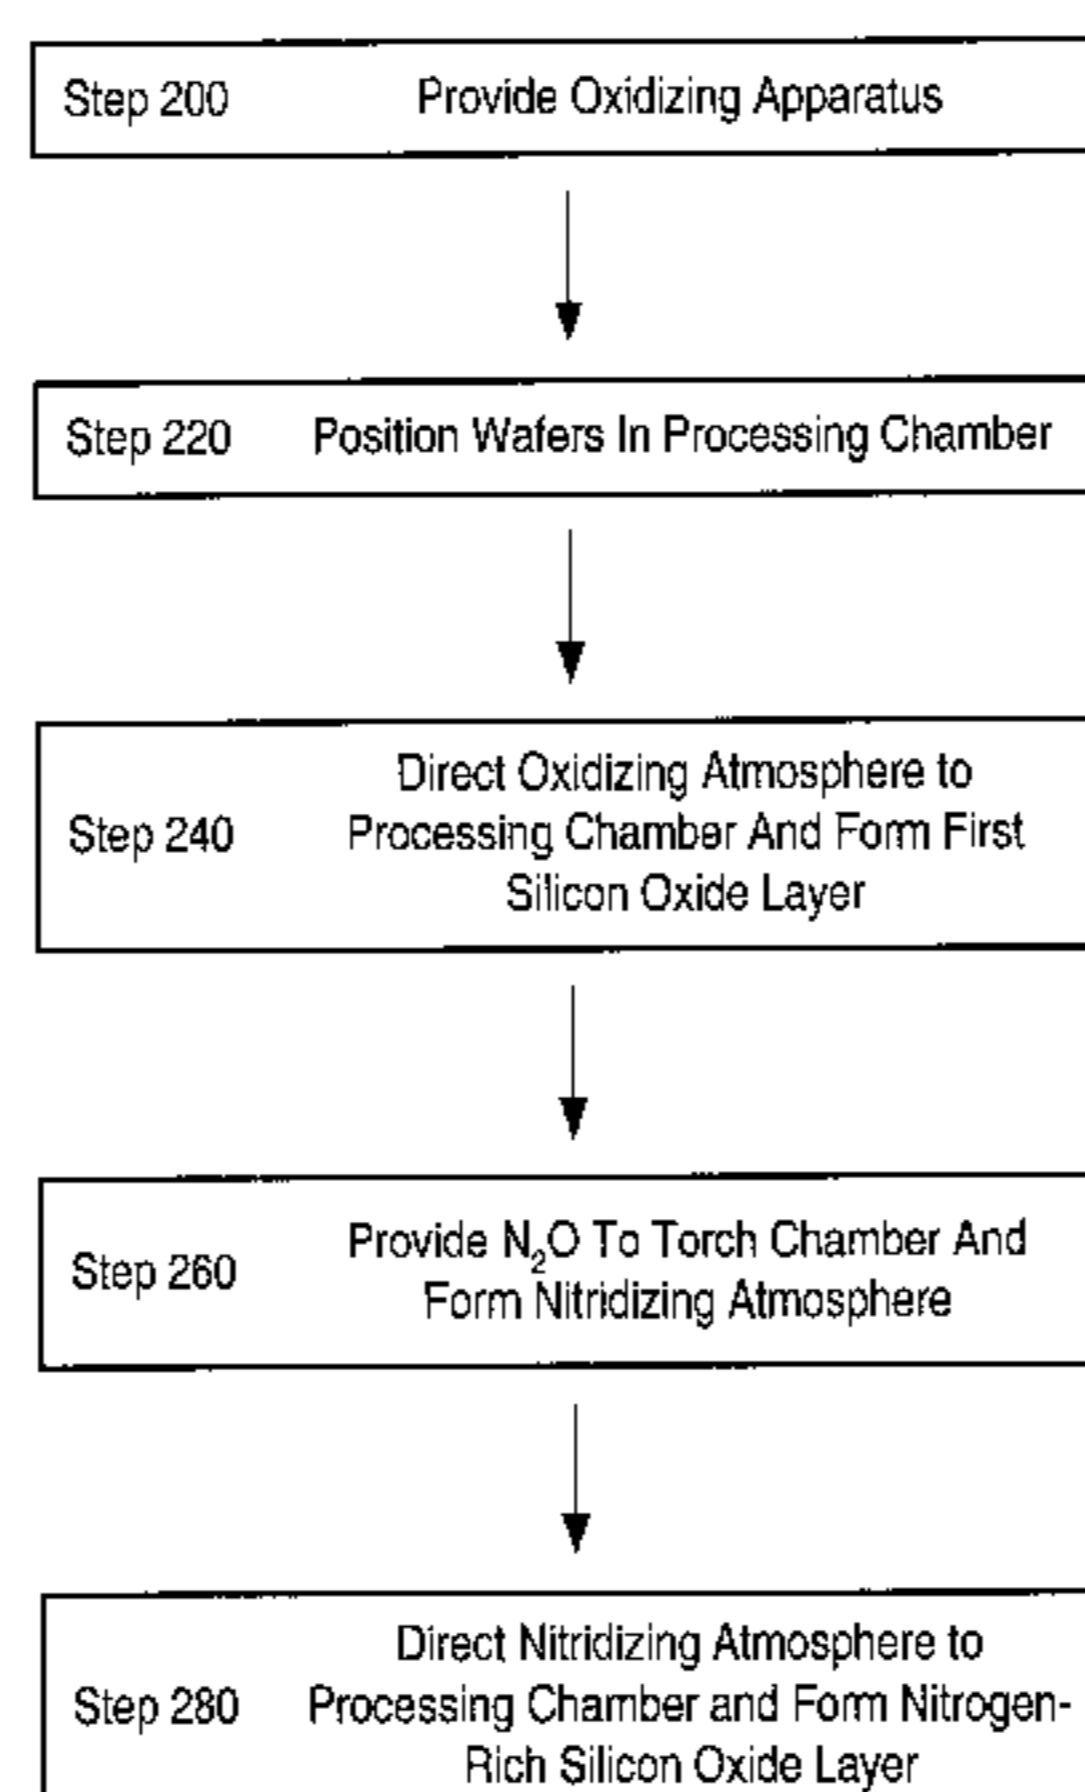 Step 200 Provide Oxidizing Apparatus
Step 220 Position Wafers In Processing Chamber
Direct Oxidizing Atmosphere to
Step 240 Processing Chamber And Form First
Silicon Oxide Layer
Provide N₂O To Torch Chamber And
Step 260
Form Nitridizing Atmosphere
Direct Nitridizing Atmosphere to
Step 280 Processing Chamber and Form Nitrogen-
Rich Silicon Oxide Layer